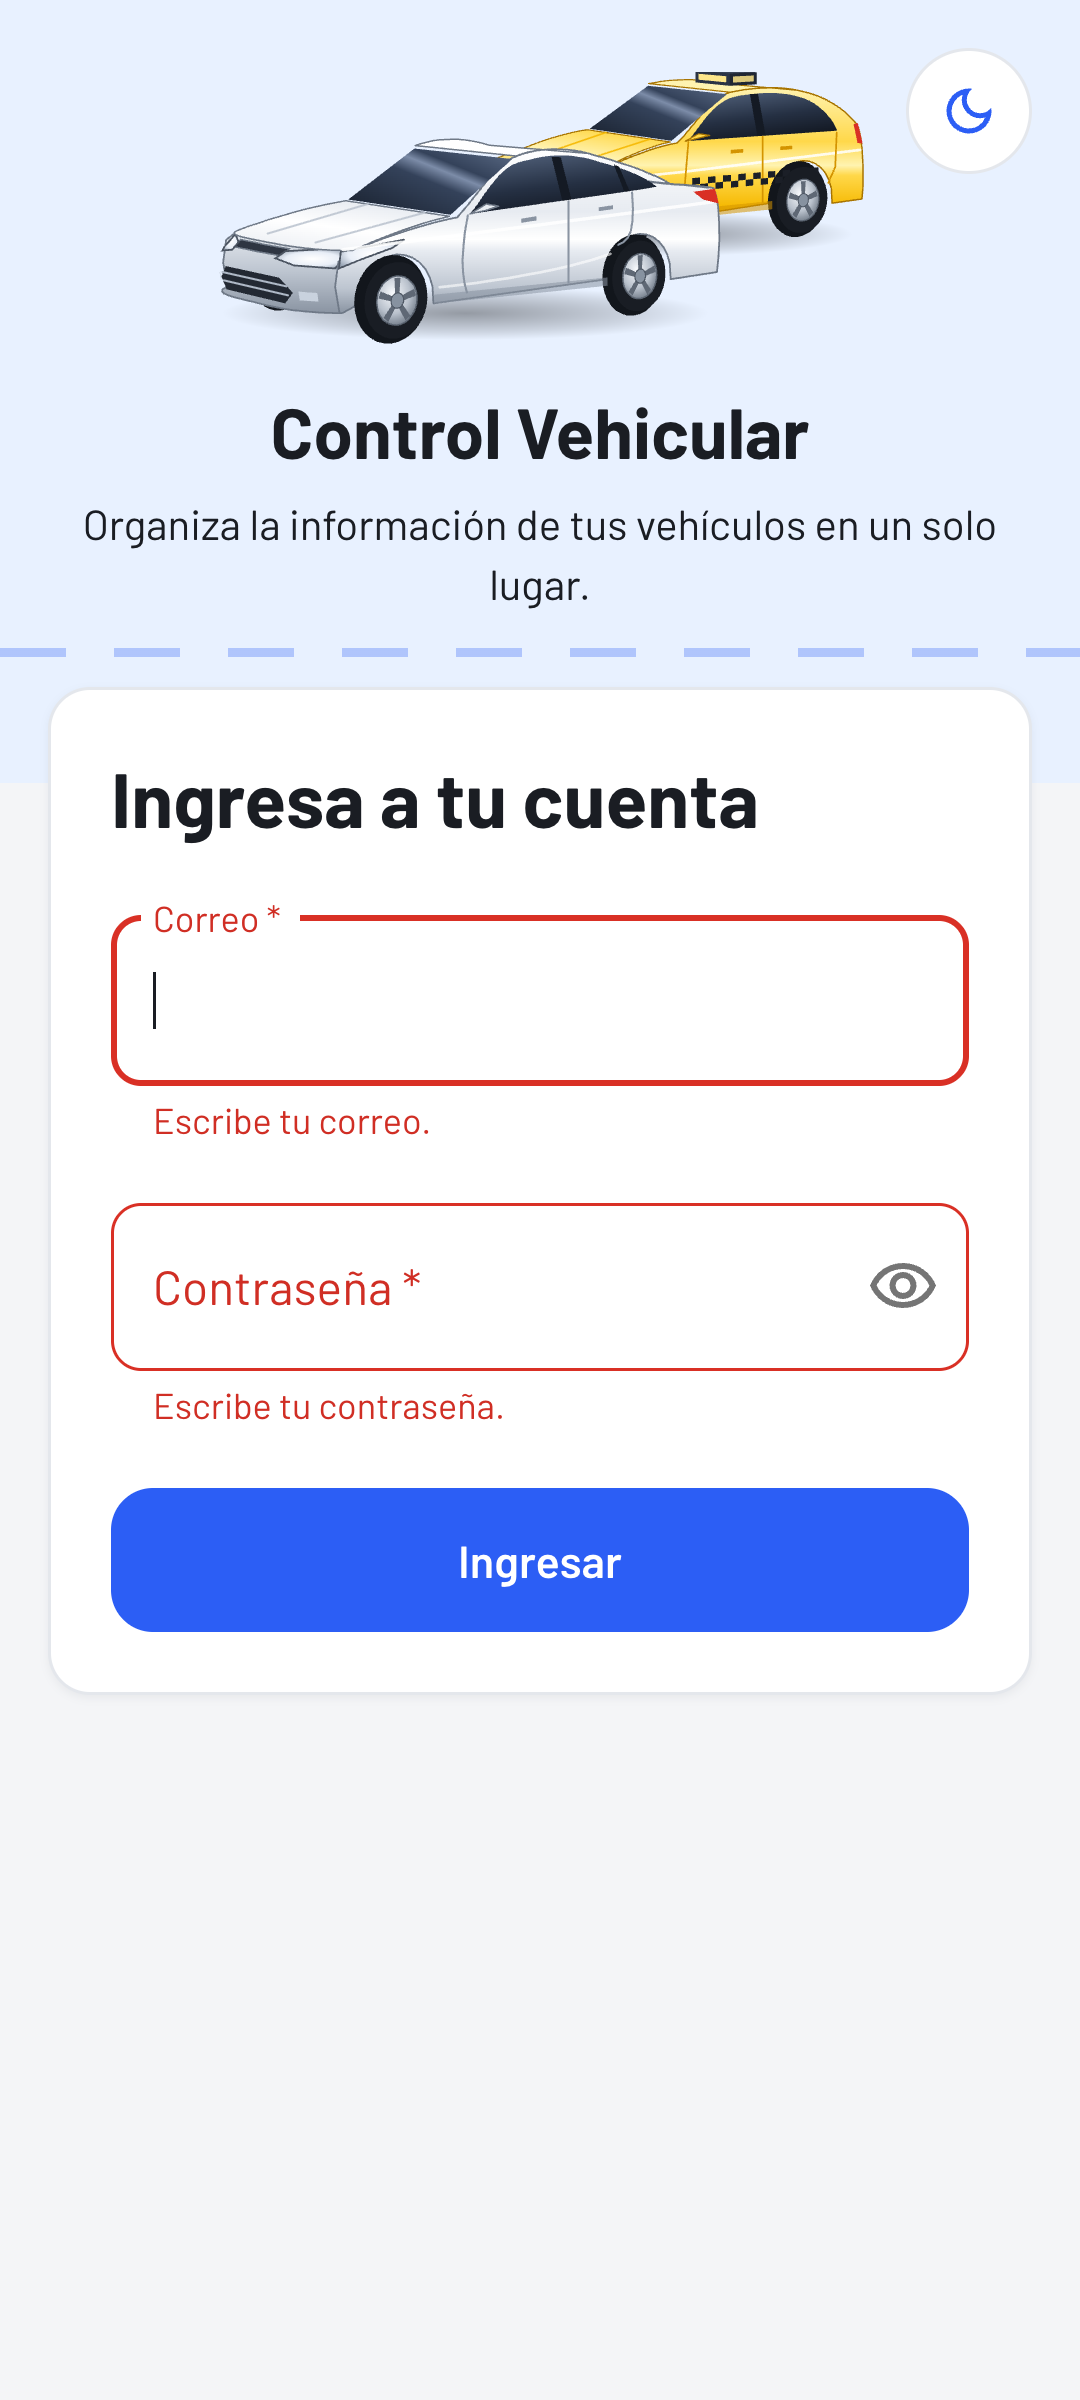 Control Vehicular
Organiza la información de tus vehículos en un solo
lugar.
Ingresa a tu cuenta
Correo *
Escribe tu correo.
Contraseña *
Escribe tu contraseña.
Ingresar